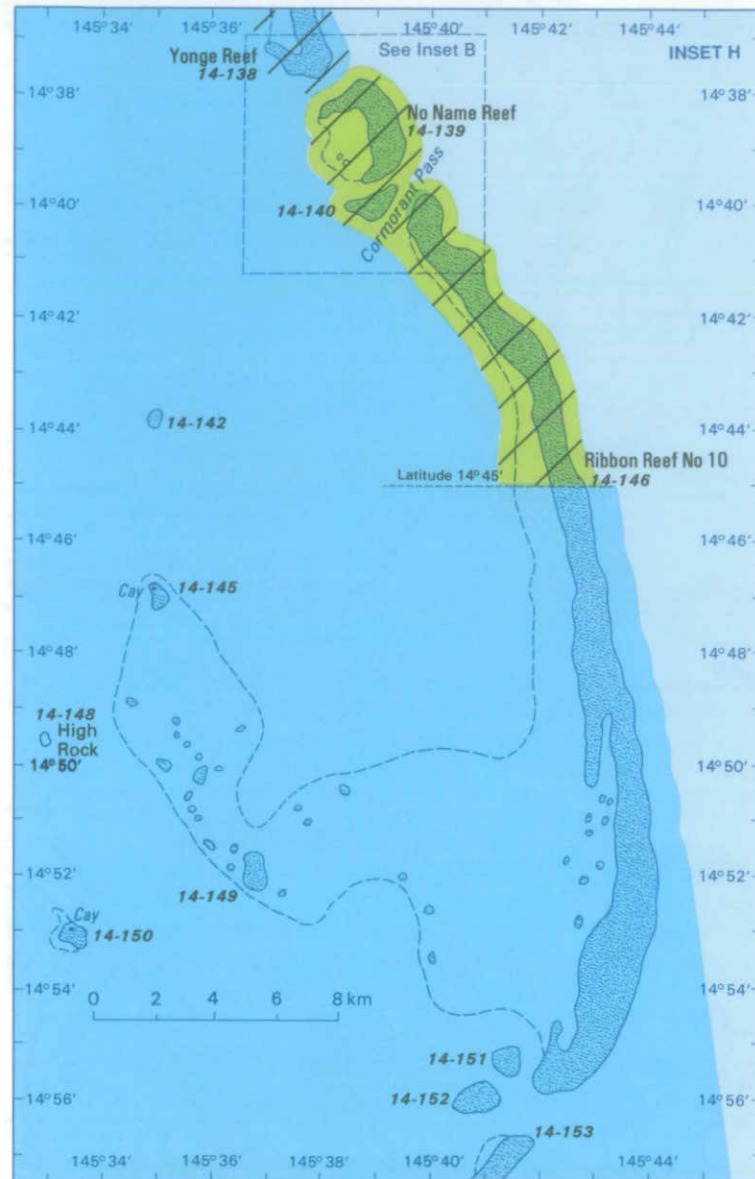 145°34' 145°36' 145°40' 145°42' 145°44'
Yonge Reef
14-138
See Inset B
INSET H
14°38' 14°38'
No Name Reef
14-139
14°40' 14°40'
14-140
Cormorant Pass
14°42' 14°42'
14°44' 14°44'
14-142
Ribbon Reef No 10
14-146
Latitude 14°45'
14°46' 14°46'
Cay 14-145
14°48' 14°48'
14-148
High
Rock
14°50' 14°50'
14°52' 14°52'
14-149
Cay
14-150
14°54' 14°54'
0 2 4 6 8 km
14-151
14-152
14°56' 14°56'
14-153
145°34' 145°36' 145°38' 145°40' 145°42' 145°44'